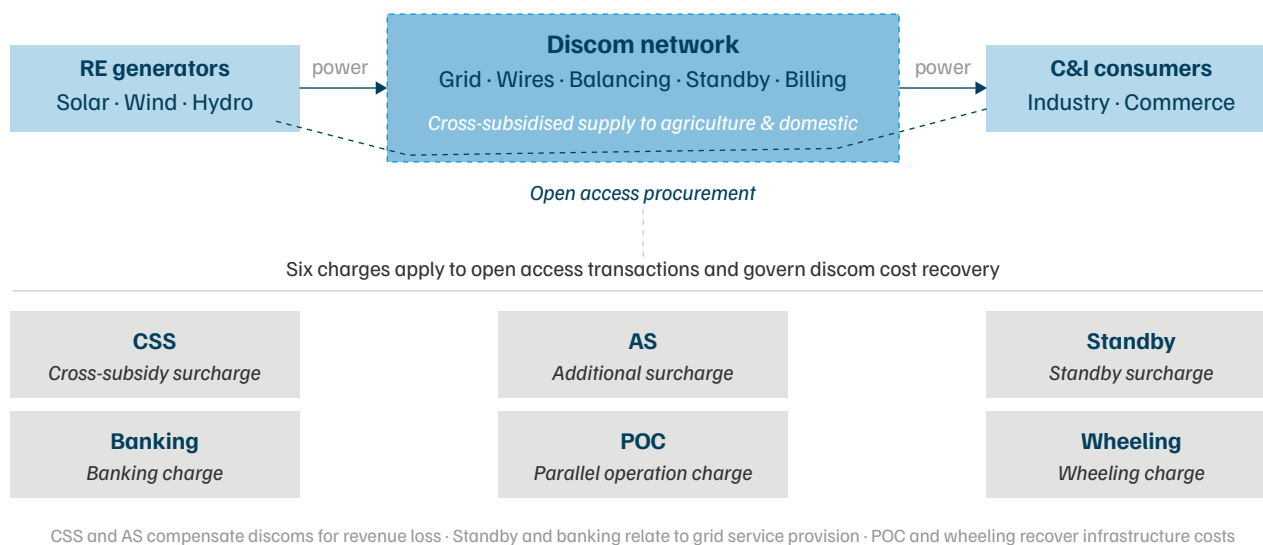 RE generators
Solar · Wind · Hydro
power
Discom network
Grid · Wires · Balancing · Standby · Billing
Cross-subsidised supply to agriculture & domestic
power
C&I consumers
Industry · Commerce
Open access procurement
Six charges apply to open access transactions and govern discom cost recovery
CSS
Cross-subsidy surcharge
AS
Additional surcharge
Standby
Standby surcharge
Banking
Banking charge
POC
Parallel operation charge
Wheeling
Wheeling charge
CSS and AS compensate discoms for revenue loss · Standby and banking relate to grid service provision · POC and wheeling recover infrastructure costs